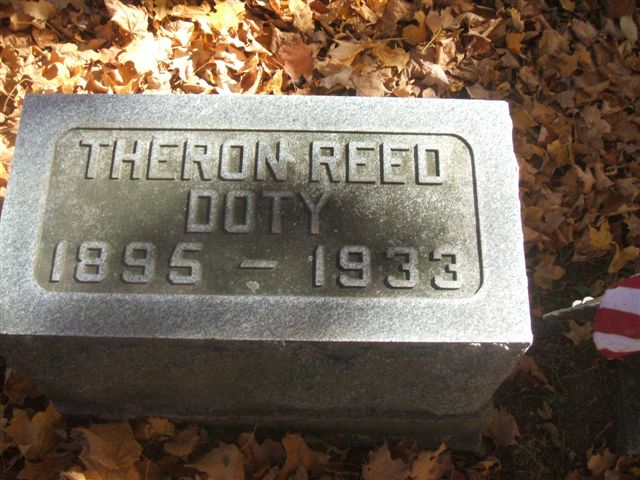 THERON REED
DOTY
1895 - 1933